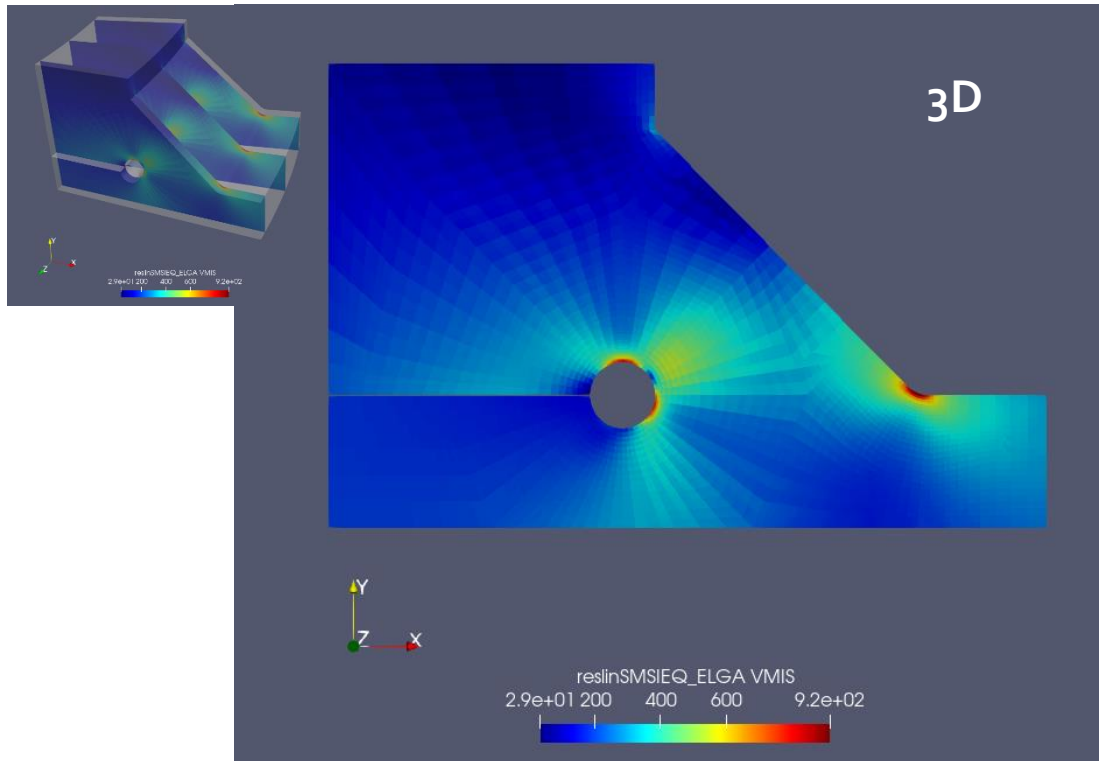 3D
Y
Z
X
reslinSMSIEQ_ELGA VMIS
2.9e+01 200 400 600 9.2e+02
Y
Z
X
reslinSMSIEQ_ELGA VMIS
2.9e+01 200 400 600 9.2e+02